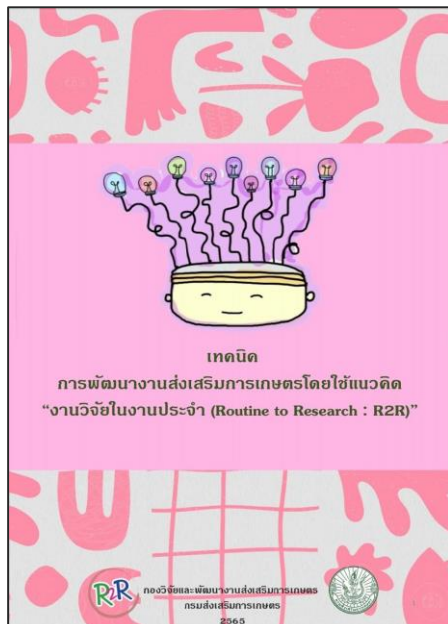 เทคนิค
การพัฒนางานส่งเสริมการเกษตรโดยใช้แนวคิด
“งานวิจัยในงานประจำ (Routine to Research : R2R)”
R2R
กองวิจัยและพัฒนางานส่งเสริมการเกษตร
กรมส่งเสริมการเกษตร
2565